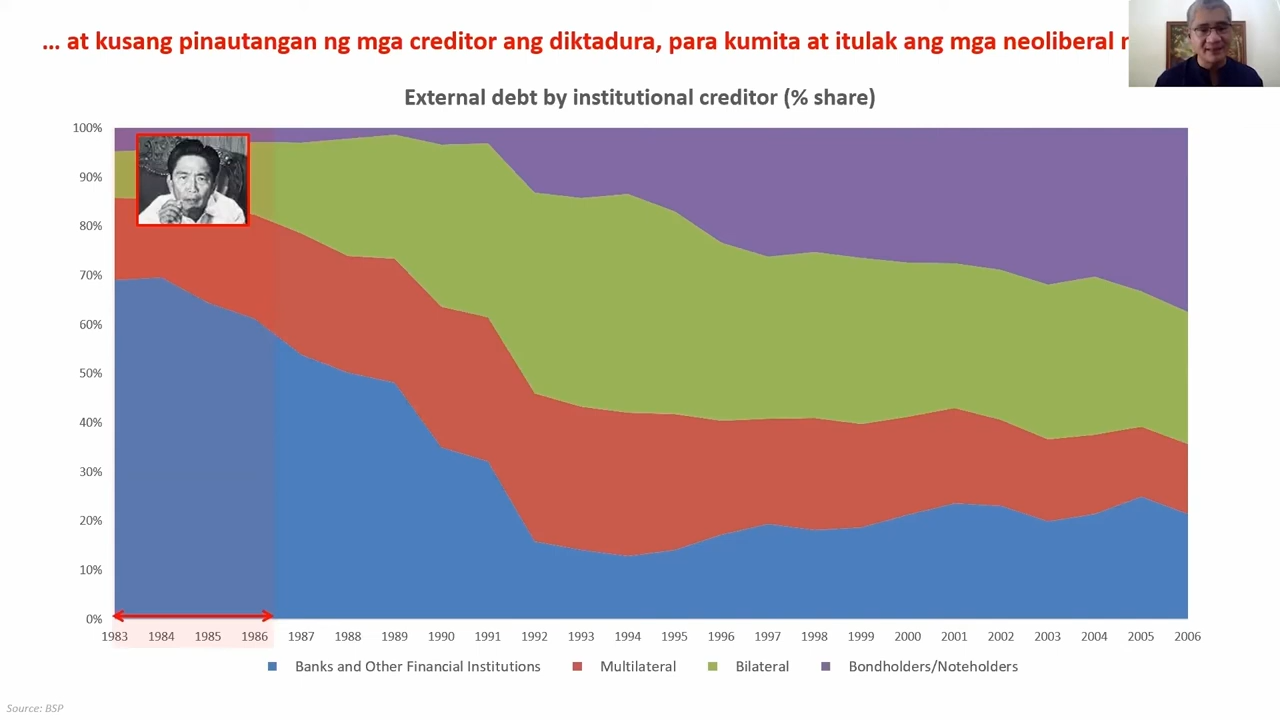 … at kusang pinautangan ng mga creditor ang diktadura, para kumita at itulak ang mga neoliberal
External debt by institutional creditor (% share)
100%
90%
80%
70%
60%
50%
40%
30%
20%
10%
0%
1983 1984 1985 1986 1987 1988 1989 1990 1991 1992 1993 1994 1995 1996 1997 1998 1999 2000 2001 2002 2003 2004 2005 2006
Banks and Other Financial Institutions Multilateral Bilateral Bondholders/Noteholders
Source: BSP